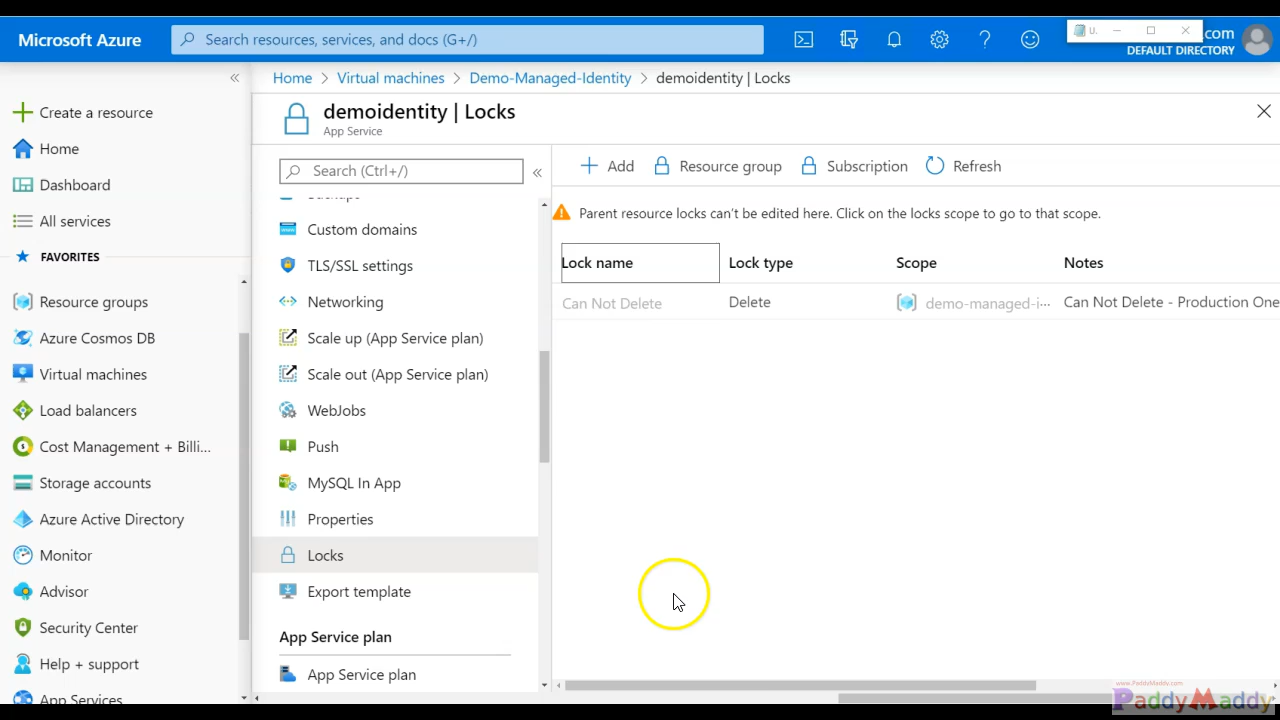 Microsoft Azure
Search resources, services, and docs (G+/)
U.
.com
DEFAULT DIRECTORY
Create a resource
Home
Dashboard
All services
FAVORITES
Resource groups
Azure Cosmos DB
Virtual machines
Load balancers
Cost Management + Billi...
Storage accounts
Azure Active Directory
Monitor
Advisor
Security Center
Help + support
App Services
Home > Virtual machines > Demo-Managed-Identity > demoidentity | Locks
demoidentity | Locks
App Service
Search (Ctrl+/)
Backups
Custom domains
TLS/SSL settings
Networking
Scale up (App Service plan)
Scale out (App Service plan)
WebJobs
Push
MySQL In App
Properties
Locks
Export template
App Service plan
App Service plan
Add Resource group Subscription Refresh
Parent resource locks can't be edited here. Click on the locks scope to go to that scope.
Lock name Lock type Scope Notes
Can Not Delete Delete demo-managed-i... Can Not Delete - Production One
www.PaddyMaddy.com
PaddyMaddy